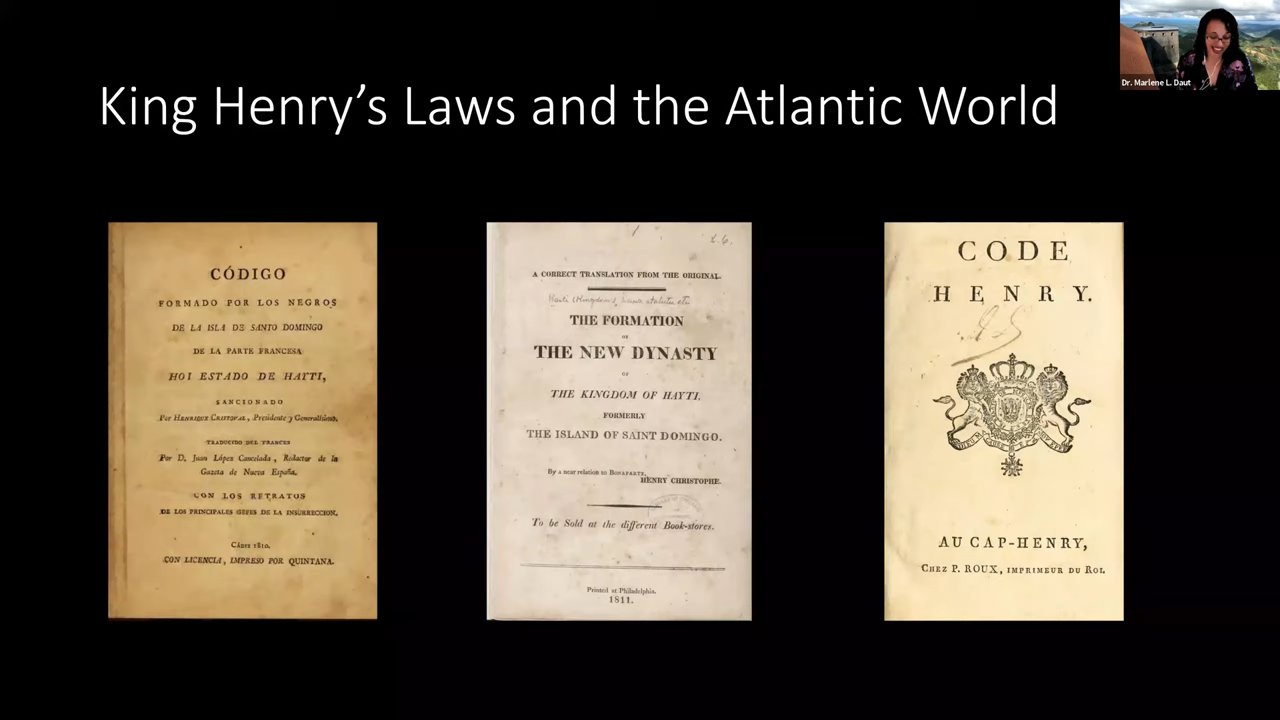 King Henry's Laws and the Atlantic World
Dr. Marlene L. Daut
CÓDIGO
FORMADO POR LOS NEGROS
DE LA ISLA DE SANTO DOMINGO
DE LA PARTE FRANCESA
HOI ESTADO DE HAYTI,
SANCIONADO
Por HENRIQUE CRISTOVAL, Presidente y Generalísimo.
TRADUCIDO DEL FRANCES
Por D. Juan López Cancelada, Redactor de la
Gazeta de Nueva España.
CON LOS RETRATOS
DE LOS PRINCIPALES GEFES DE LA INSURRECCION.
Cádiz 1810.
CON LICENCIA, IMPRESO POR QUINTANA.
A CORRECT TRANSLATION FROM THE ORIGINAL.
Haiti (Kingdom) Laws, statutes etc
THE FORMATION
OF
THE NEW DYNASTY
OF
THE KINGDOM OF HAYTI.
FORMERLY
THE ISLAND OF SAINT DOMINGO.
By a near relation to BONAPARTE,
HENRY CHRISTOPHE.
To be Sold at the different Book-stores.
Printed at Philadelphia.
1811.
CODE
HENRY.
AU CAP-HENRY,
CHEZ P. ROUX, IMPRIMEUR DU ROI.